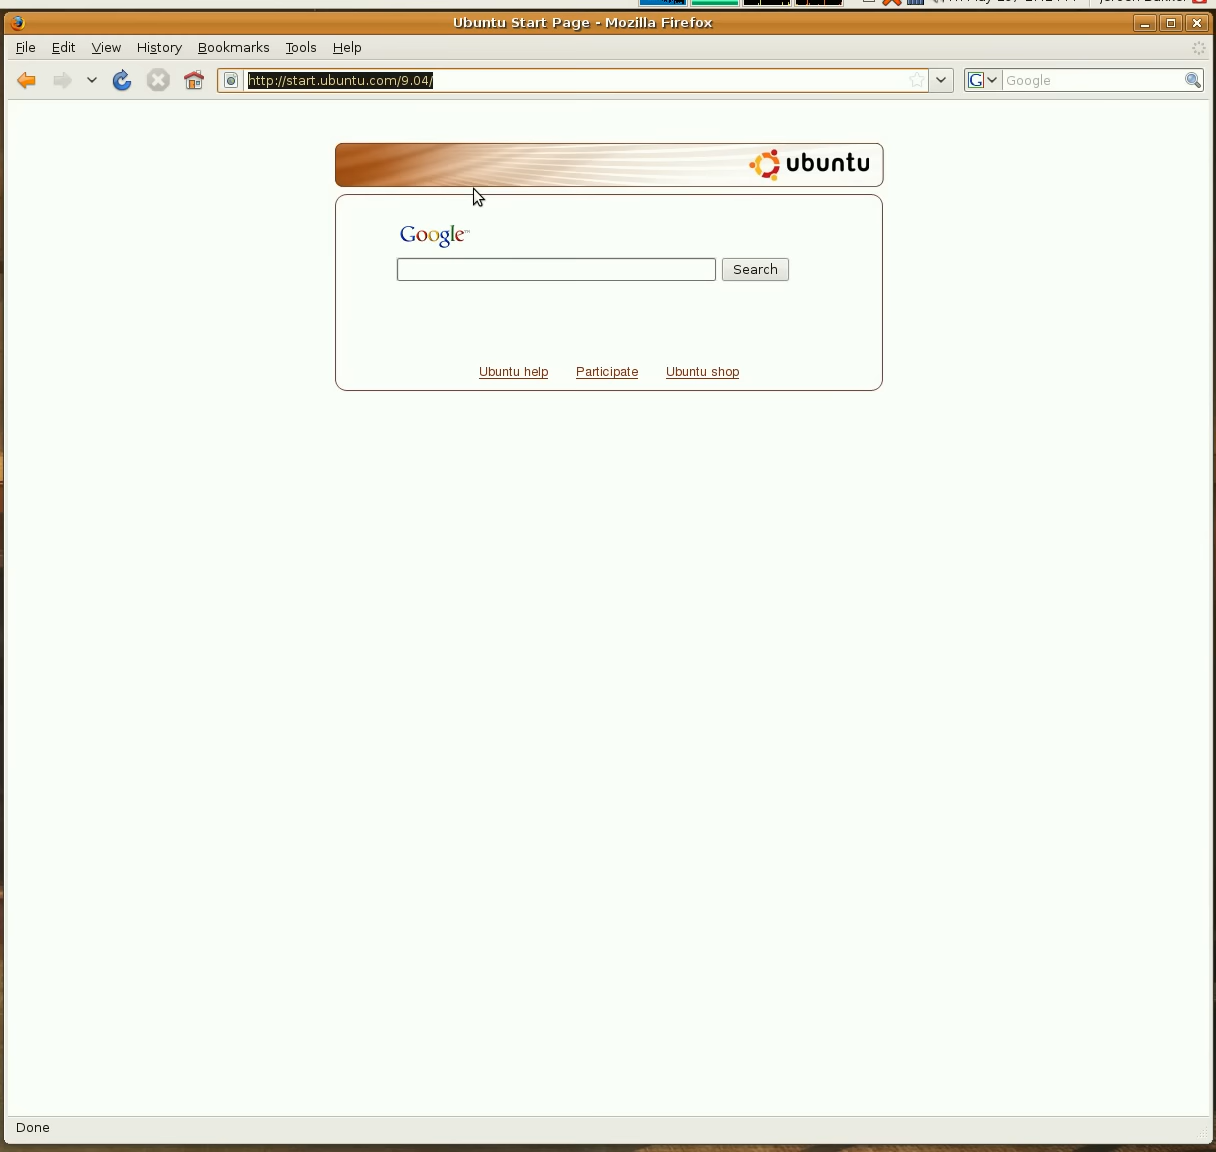 Ubuntu Start Page - Mozilla Firefox
File Edit View History Bookmarks Tools Help
http://start.ubuntu.com/9.04/
G Google
ubuntu
Google™
Search
Ubuntu help Participate Ubuntu shop
Done